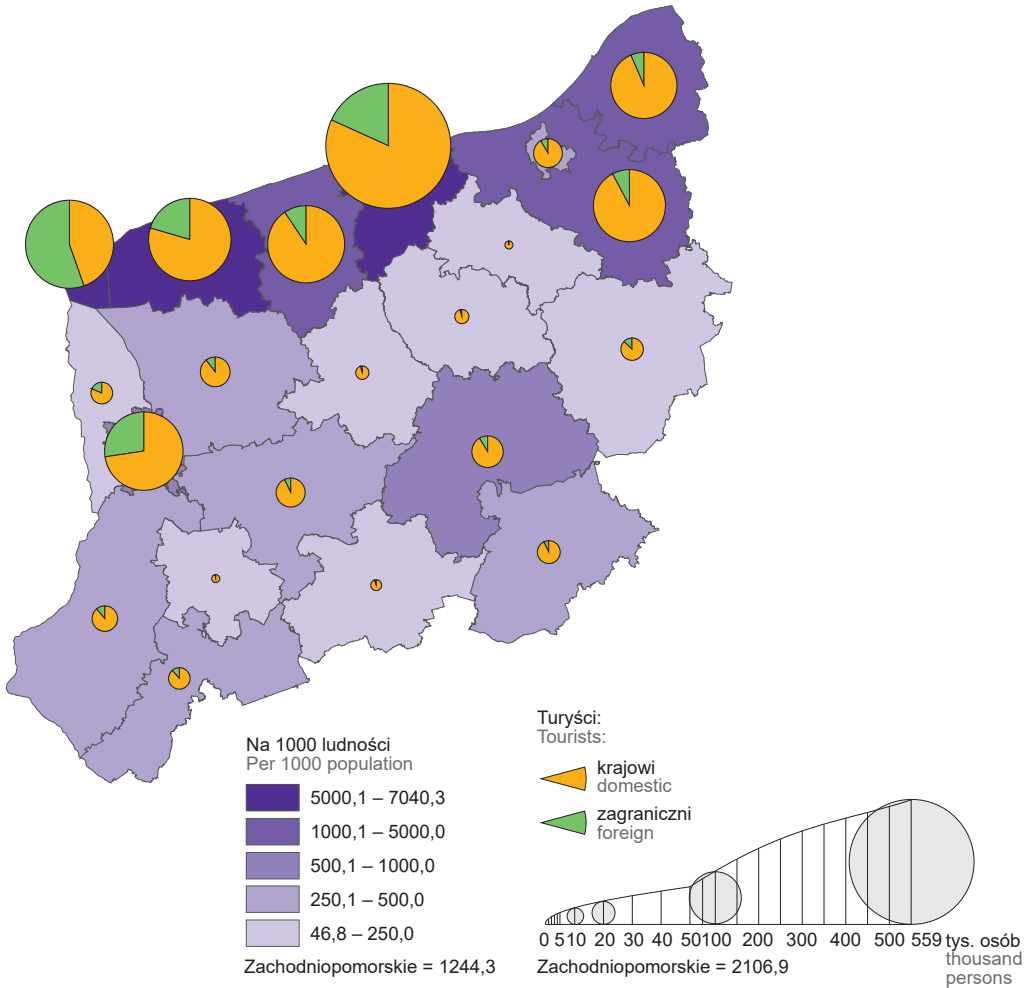 Na 1000 ludności
Per 1000 population
5000,1 – 7040,3
1000,1 – 5000,0
500,1 – 1000,0
250,1 – 500,0
46,8 – 250,0
Zachodniopomorskie = 1244,3
Turyści:
Tourists:
krajowi
domestic
zagraniczni
foreign
0 5 10 20 30 40 50 100 200 300 400 500 559 tys. osób
thousand
persons
Zachodniopomorskie = 2106,9